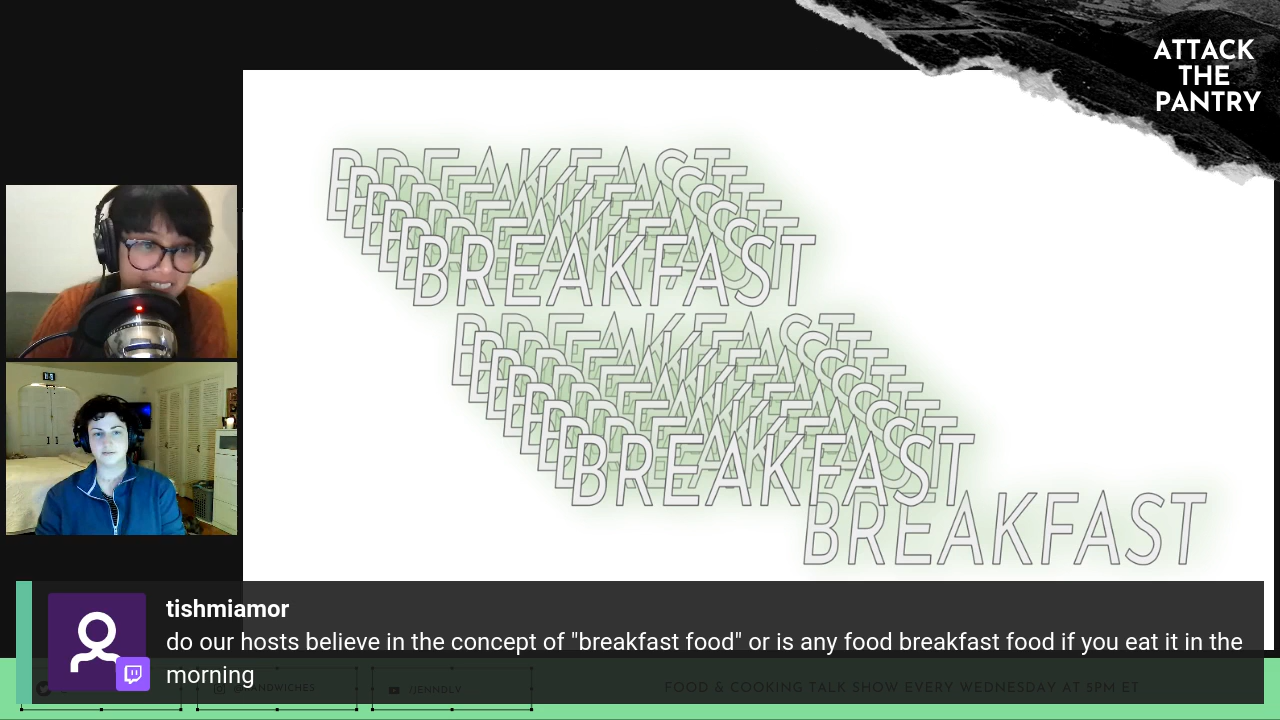 ATTACK
THE
PANTRY
BREAKFAST
BREAKFAST
BREAKFAST
tishmiamor
do our hosts believe in the concept of "breakfast food" or is any food breakfast food if you eat it in the
morning
/JENNDLV
FOOD & COOKING TALK SHOW EVERY WEDNESDAY AT 5PM ET